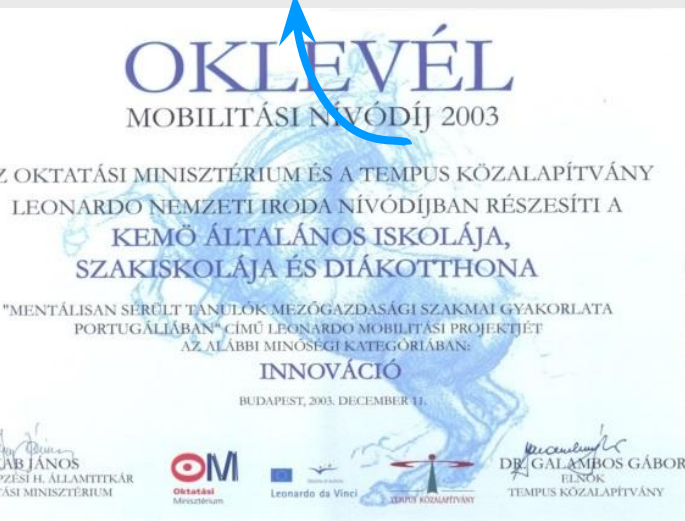 OKLEVÉL
MOBILITÁSI NÍVÓDÍJ 2003
Z OKTATÁSI MINISZTÉRIUM ÉS A TEMPUS KÖZALAPÍTVÁNY
LEONARDO NEMZETI IRODA NÍVÓDÍJBAN RÉSZESÍTI A
KEMÖ ÁLTALÁNOS ISKOLÁJA,
SZAKISKOLÁJA ÉS DIÁKOTTHONA
"MENTÁLISAN SÉRÜLT TANULÓK MEZŐGAZDASÁGI SZAKMAI GYAKORLATA
PORTUGÁLIÁBAN" CÍMŰ LEONARDO MOBILITÁSI PROJEKTJÉT
AZ ALÁBBI MINŐSÉGI KATEGÓRIÁBAN:
INNOVÁCIÓ
BUDAPEST, 2003. DECEMBER 11.
ÁB JÁNOS
PZÉSI H. ÁLLAMTITKÁR
ÁSI MINISZTÉRIUM
OM
Oktatási
Minisztérium
Leonardo da Vinci
TEMPUS KÖZALAPÍTVÁNY
DR. GALAMBOS GÁBOR
ELNÖK
TEMPUS KÖZALAPÍTVÁNY